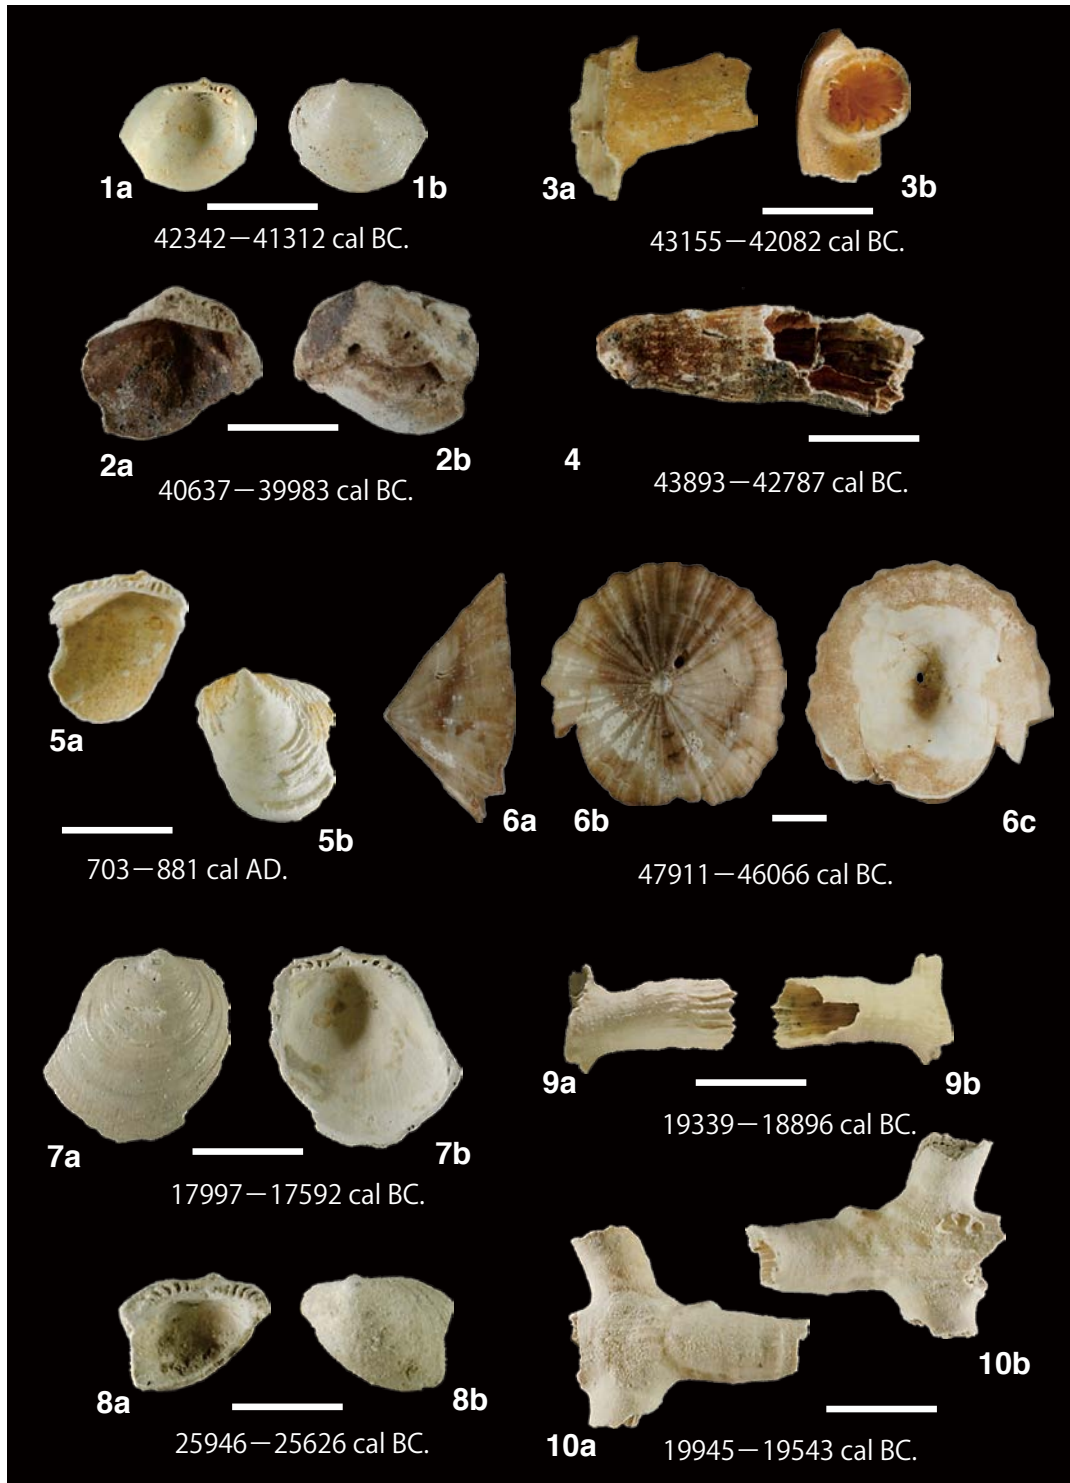 1a
1b
42342—41312 cal BC.
3a
3b
43155—42082 cal BC.
2a
2b
40637—39983 cal BC.
4
43893—42787 cal BC.
5a
5b
703—881 cal AD.
6a
6b
6c
47911—46066 cal BC.
7a
7b
17997—17592 cal BC.
9a
9b
19339—18896 cal BC.
8a
8b
25946—25626 cal BC.
10a
10b
19945—19543 cal BC.